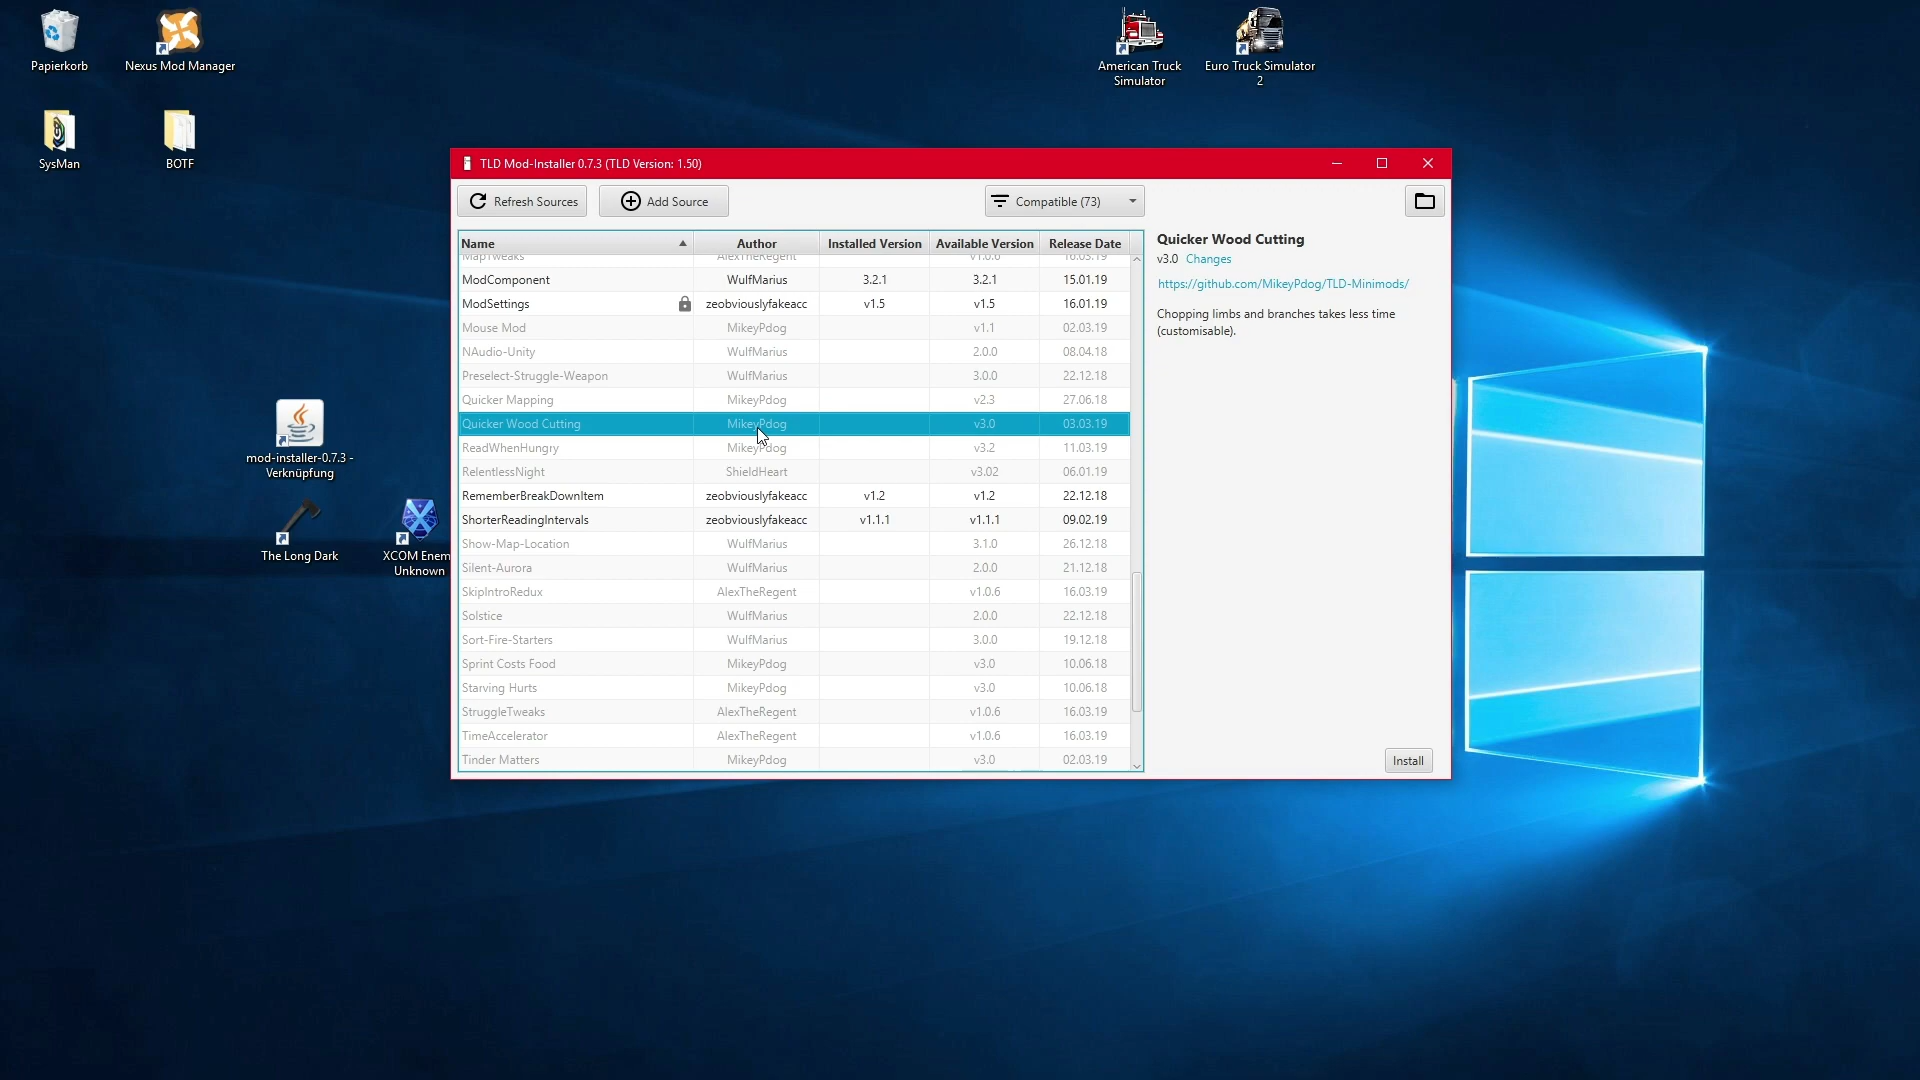 Papierkorb
Nexus Mod Manager
American Truck
Simulator
Euro Truck Simulator
2
SysMan
BOTF
mod-installer-0.7.3 -
Verknüpfung
The Long Dark
XCOM Enem
Unknown
TLD Mod-Installer 0.7.3 (TLD Version: 1.50)
Refresh Sources
Add Source
Compatible (73)
Name Author Installed Version Available Version Release Date
MapTweaks AlexTheRegent v1.0.6 16.03.19
ModComponent WulfMarius 3.2.1 3.2.1 15.01.19
ModSettings zeobviouslyfakeacc v1.5 v1.5 16.01.19
Mouse Mod MikeyPdog v1.1 02.03.19
NAudio-Unity WulfMarius 2.0.0 08.04.18
Preselect-Struggle-Weapon WulfMarius 3.0.0 22.12.18
Quicker Mapping MikeyPdog v2.3 27.06.18
Quicker Wood Cutting MikeyPdog v3.0 03.03.19
ReadWhenHungry MikeyPdog v3.2 11.03.19
RelentlessNight ShieldHeart v3.02 06.01.19
RememberBreakDownItem zeobviouslyfakeacc v1.2 v1.2 22.12.18
ShorterReadingIntervals zeobviouslyfakeacc v1.1.1 v1.1.1 09.02.19
Show-Map-Location WulfMarius 3.1.0 26.12.18
Silent-Aurora WulfMarius 2.0.0 21.12.18
SkipIntroRedux AlexTheRegent v1.0.6 16.03.19
Solstice WulfMarius 2.0.0 22.12.18
Sort-Fire-Starters WulfMarius 3.0.0 19.12.18
Sprint Costs Food MikeyPdog v3.0 10.06.18
Starving Hurts MikeyPdog v3.0 10.06.18
StruggleTweaks AlexTheRegent v1.0.6 16.03.19
TimeAccelerator AlexTheRegent v1.0.6 16.03.19
Tinder Matters MikeyPdog v3.0 02.03.19
Quicker Wood Cutting
v3.0 Changes
https://github.com/MikeyPdog/TLD-Minimods/
Chopping limbs and branches takes less time
(customisable).
Install